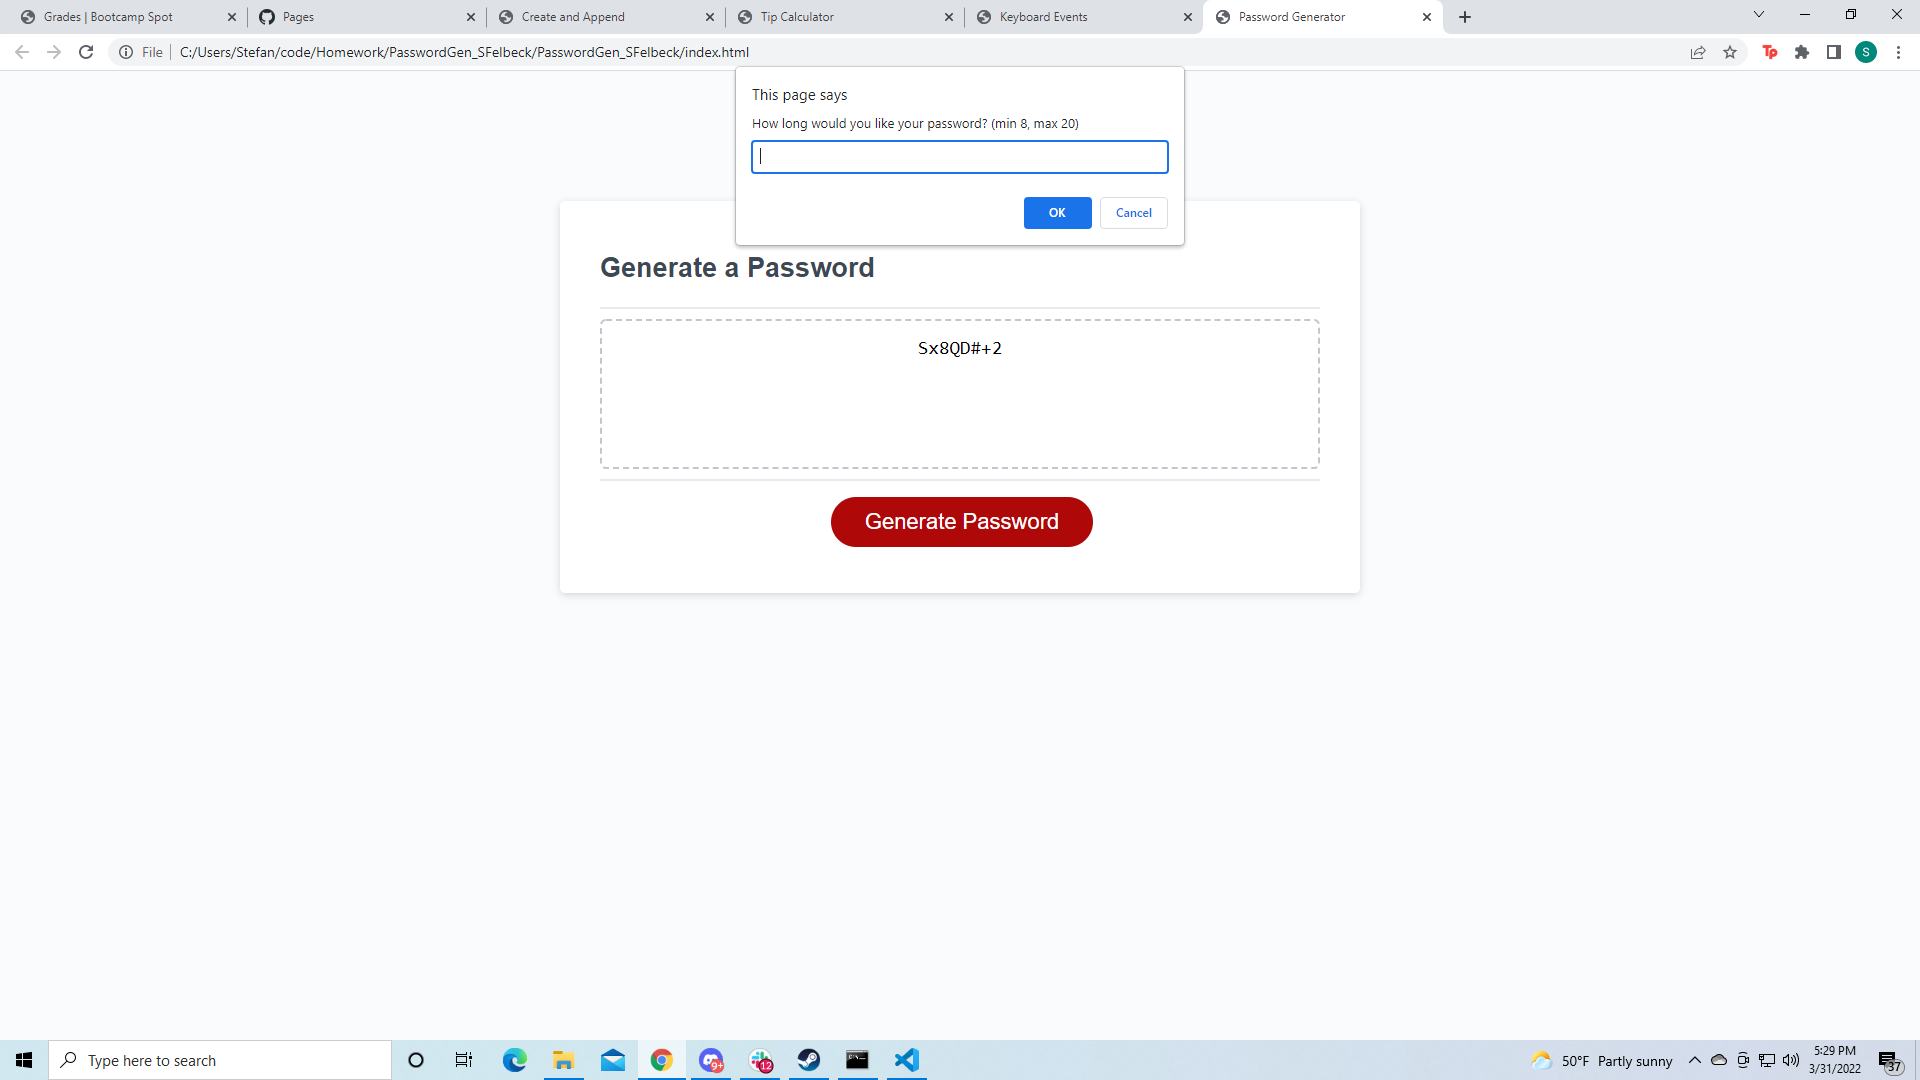 Grades | Bootcamp Spot
Pages
Create and Append
Tip Calculator
Keyboard Events
Password Generator
File
C:/Users/Stefan/code/Homework/PasswordGen_SFelbeck/PasswordGen_SFelbeck/index.html
Tp
S
This page says
How long would you like your password? (min 8, max 20)
OK
Cancel
Generate a Password
Sx8QD#+2
Generate Password
Type here to search
9+
12
50°F Partly sunny
5:29 PM
3/31/2022
37